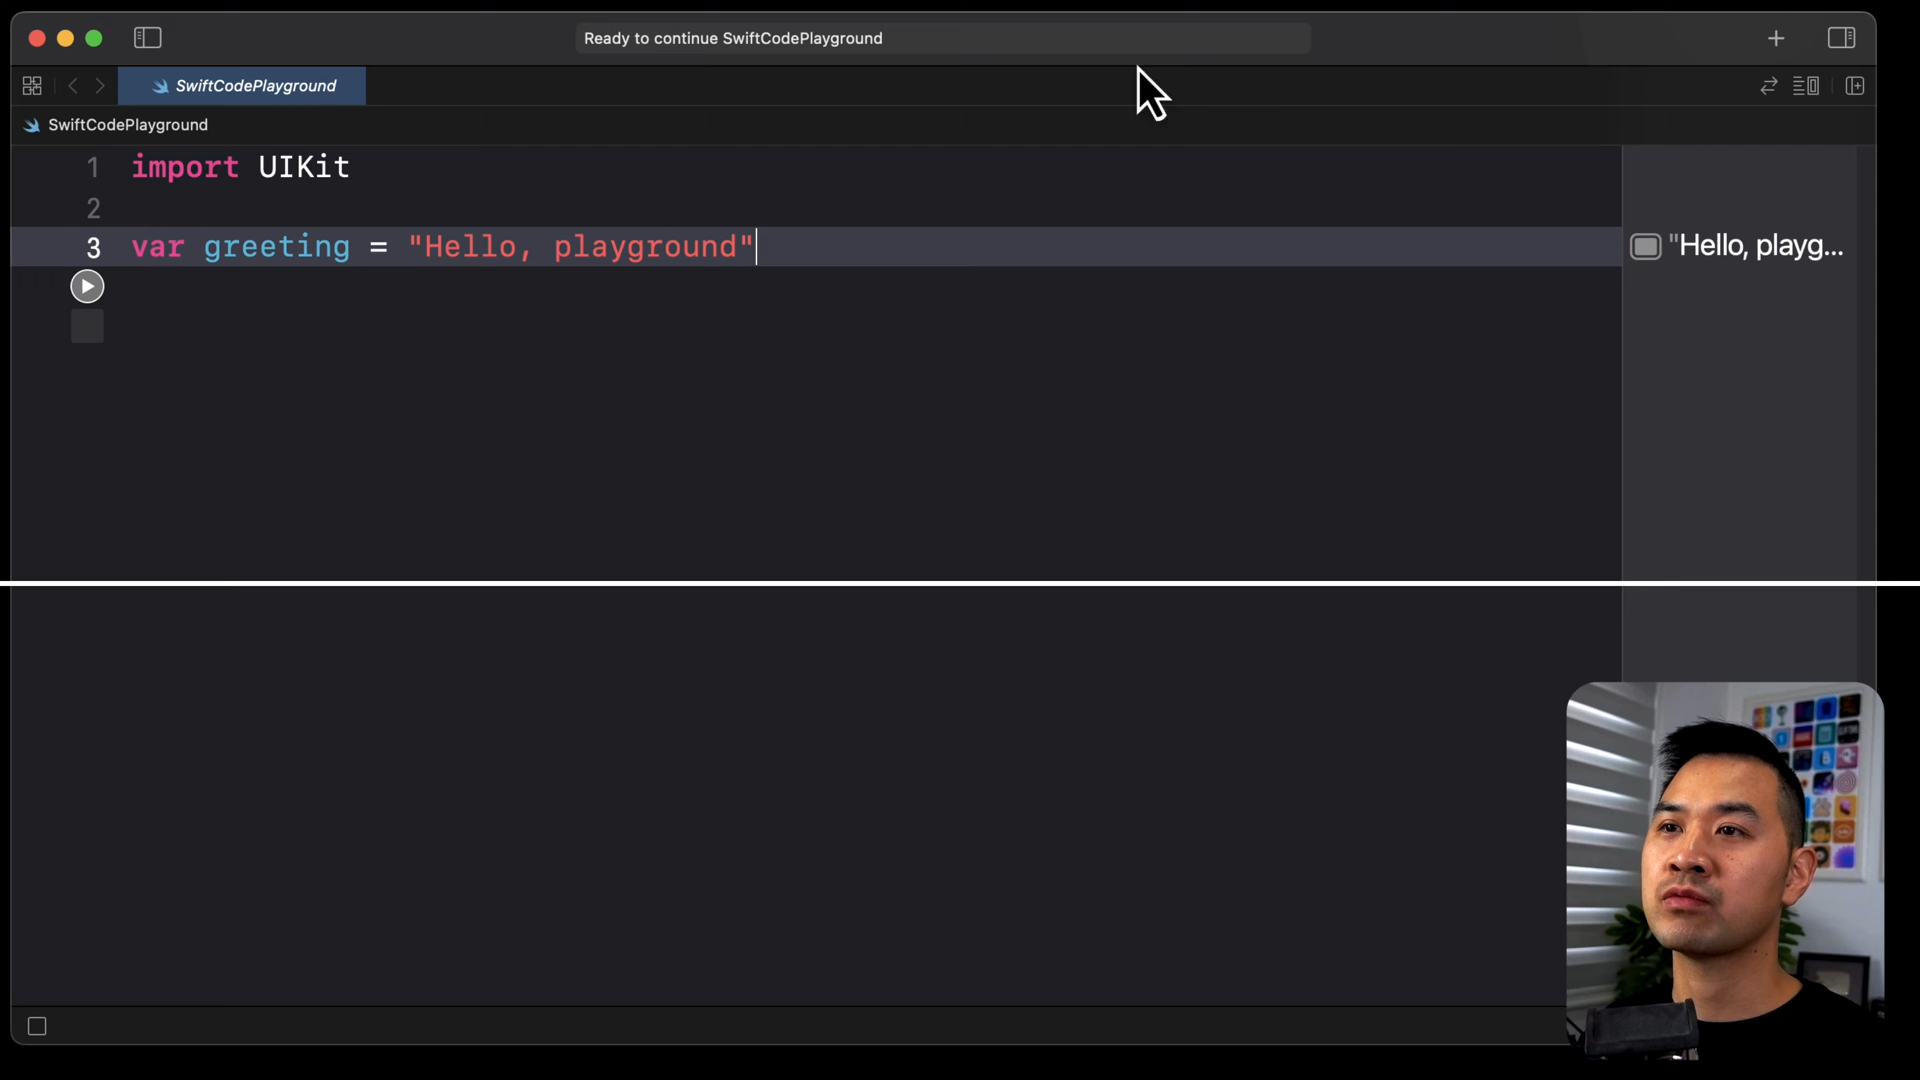 Ready to continue SwiftCodePlayground
SwiftCodePlayground
SwiftCodePlayground
1 import UIKit
2
3 var greeting = "Hello, playground"
"Hello, playg...